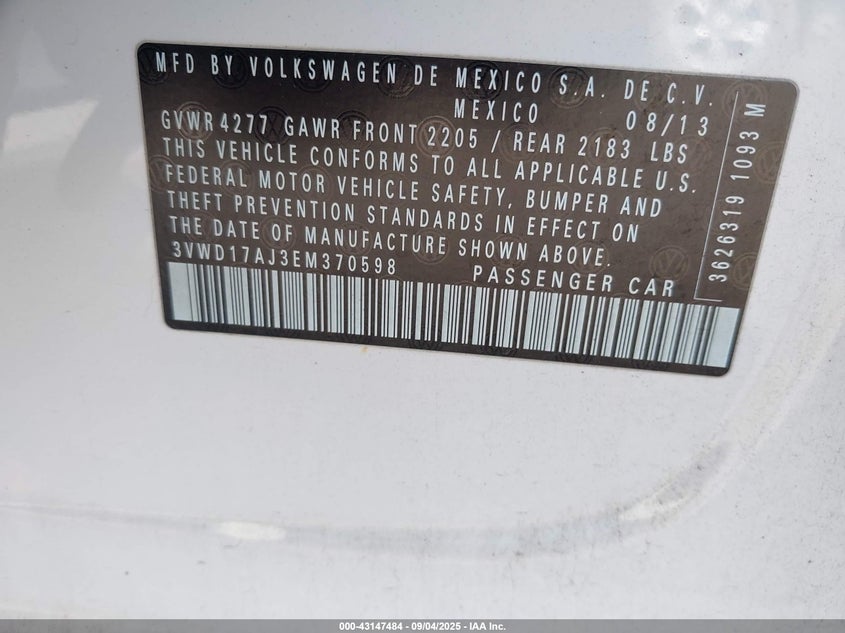 MFD BY VOLKSWAGEN DE MEXICO S.A. DE C.V.
MEXICO 08/13
GVWR 4277 GAWR FRONT 2205 / REAR 2183 LBS
THIS VEHICLE CONFORMS TO ALL APPLICABLE U.S.
FEDERAL MOTOR VEHICLE SAFETY, BUMPER AND
THEFT PREVENTION STANDARDS IN EFFECT ON
THE DATE OF MANUFACTURE SHOWN ABOVE.
3VWD17AJ3EM370598 PASSENGER CAR
3626319 1093 M
000-43147484 - 09/04/2025 - IAA Inc.